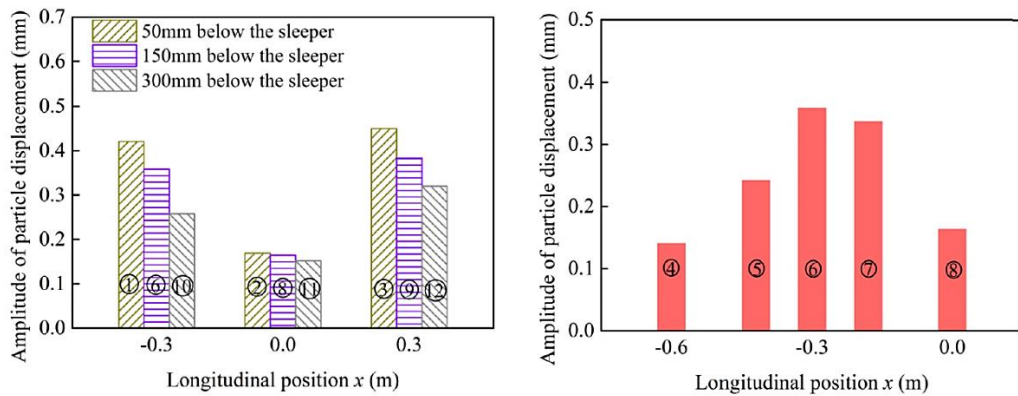 Amplitude of particle displacement (mm)
0.7
0.6
0.5
0.4
0.3
0.2
0.1
0.0
50mm below the sleeper
150mm below the sleeper
300mm below the sleeper
① ⑥ ⑩ ② ⑧ ⑪ ③ ⑨ ⑫
-0.3 0.0 0.3
Longitudinal position x (m)
Amplitude of particle displacement (mm)
0.5
0.4
0.3
0.2
0.1
0.0
④ ⑤ ⑥ ⑦ ⑧
-0.6 -0.3 0.0
Longitudinal position x (m)